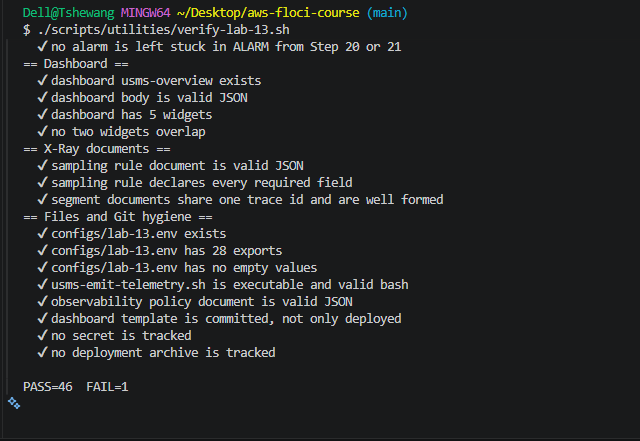 Dell@Tshewang MINGW64 ~/Desktop/aws-floci-course (main)
$ ./scripts/utilities/verify-lab-13.sh
✓ no alarm is left stuck in ALARM from Step 20 or 21
== Dashboard ==
✓ dashboard usms-overview exists
✓ dashboard body is valid JSON
✓ dashboard has 5 widgets
✓ no two widgets overlap
== X-Ray documents ==
✓ sampling rule document is valid JSON
✓ sampling rule declares every required field
✓ segment documents share one trace id and are well formed
== Files and Git hygiene ==
✓ configs/lab-13.env exists
✓ configs/lab-13.env has 28 exports
✓ configs/lab-13.env has no empty values
✓ usms-emit-telemetry.sh is executable and valid bash
✓ observability policy document is valid JSON
✓ dashboard template is committed, not only deployed
✓ no secret is tracked
✓ no deployment archive is tracked
PASS=46  FAIL=1